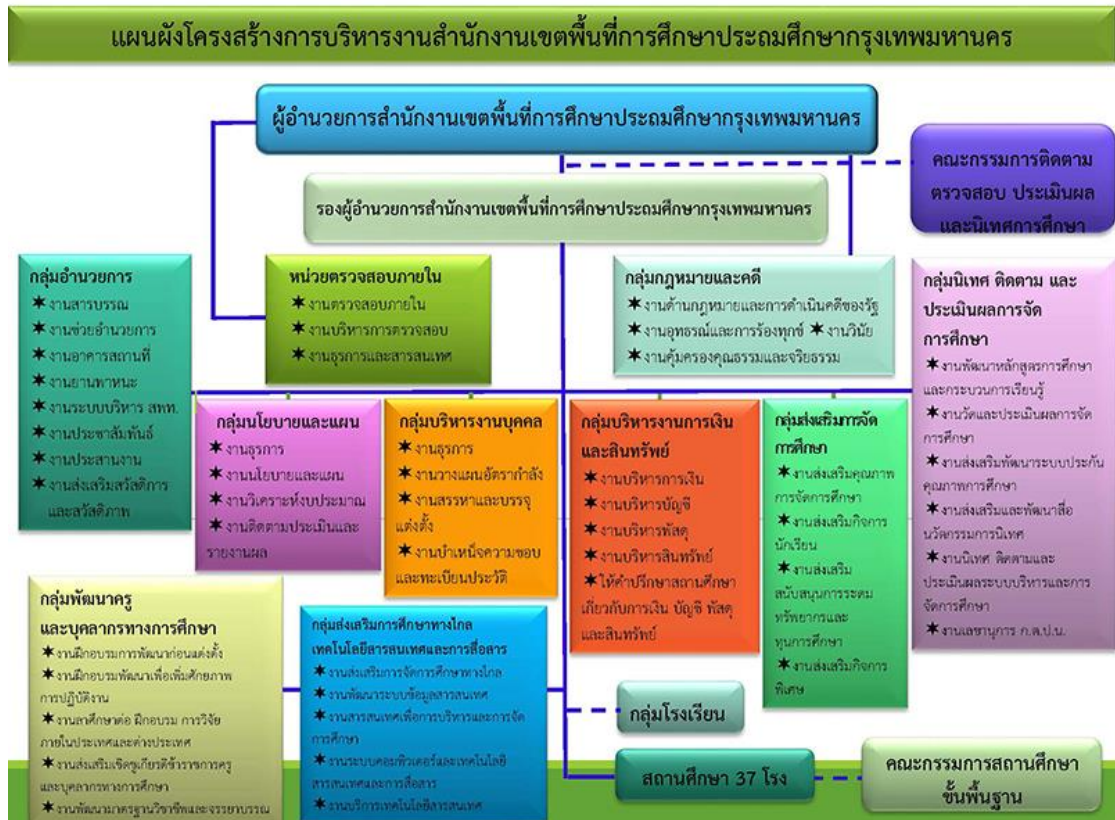 แผนผังโครงสร้างการบริหารงานสำนักงานเขตพื้นที่การศึกษาประถมศึกษากรุงเทพมหานคร
ผู้อำนวยการสำนักงานเขตพื้นที่การศึกษาประถมศึกษากรุงเทพมหานคร
คณะกรรมการติดตาม
ตรวจสอบ ประเมินผล
และนิเทศการศึกษา
รองผู้อำนวยการสำนักงานเขตพื้นที่การศึกษาประถมศึกษากรุงเทพมหานคร
กลุ่มอำนวยการ
✶งานสารบรรณ
✶งานช่วยอำนวยการ
✶งานอาคารสถานที่
✶งานยานพาหนะ
✶งานระบบบริหาร สพท.
✶งานประชาสัมพันธ์
✶งานประสานงาน
✶งานส่งเสริมสวัสดิการ
และสวัสดิภาพ
หน่วยตรวจสอบภายใน
✶งานตรวจสอบภายใน
✶งานบริหารการตรวจสอบ
✶งานธุรการและสารสนเทศ
กลุ่มกฎหมายและคดี
✶งานด้านกฎหมายและการดำเนินคดีของรัฐ
✶งานอุทธรณ์และการร้องทุกข์ ✶งานวินัย
✶งานคุ้มครองคุณธรรมและจริยธรรม
กลุ่มนิเทศ ติดตาม และ
ประเมินผลการจัด
การศึกษา
✶งานพัฒนาหลักสูตรการศึกษา
และกระบวนการเรียนรู้
✶งานวัดและประเมินผลการจัด
การศึกษา
✶งานส่งเสริมพัฒนาระบบประกัน
คุณภาพการศึกษา
✶งานส่งเสริมและพัฒนาสื่อ
นวัตกรรมการนิเทศ
✶งานนิเทศ ติดตามและ
ประเมินผลระบบบริหารและการ
จัดการศึกษา
✶งานเลขานุการ ก.ต.ป.น.
กลุ่มนโยบายและแผน
✶งานธุรการ
✶งานนโยบายและแผน
✶งานวิเคราะห์งบประมาณ
✶งานติดตามประเมินและ
รายงานผล
กลุ่มบริหารงานบุคคล
✶งานธุรการ
✶งานวางแผนอัตรากำลัง
✶งานสรรหาและบรรจุ
แต่งตั้ง
✶งานบำเหน็จความชอบ
และทะเบียนประวัติ
กลุ่มบริหารงานการเงิน
และสินทรัพย์
✶งานบริหารการเงิน
✶งานบริหารบัญชี
✶งานบริหารพัสดุ
✶งานบริหารสินทรัพย์
✶ให้คำปรึกษาสถานศึกษา
เกี่ยวกับการเงิน บัญชี พัสดุ
และสินทรัพย์
กลุ่มส่งเสริมการจัด
การศึกษา
✶งานส่งเสริมคุณภาพ
การจัดการศึกษา
✶งานส่งเสริมกิจการ
นักเรียน
✶งานส่งเสริม
สนับสนุนการระดม
ทรัพยากรและ
ทุนการศึกษา
✶งานส่งเสริมกิจการ
พิเศษ
กลุ่มพัฒนาครู
และบุคลากรทางการศึกษา
✶งานฝึกอบรมการพัฒนาก่อนแต่งตั้ง
✶งานฝึกอบรมพัฒนาเพื่อเพิ่มศักยภาพ
การปฏิบัติงาน
✶งานลาศึกษาต่อ ฝึกอบรม การวิจัย
ภายในประเทศและต่างประเทศ
✶งานส่งเสริมเชิดชูเกียรติข้าราชการครู
และบุคลากรทางการศึกษา
✶งานพัฒนามาตรฐานวิชาชีพและจรรยาบรรณ
กลุ่มส่งเสริมการศึกษาทางไกล
เทคโนโลยีสารสนเทศและการสื่อสาร
✶งานส่งเสริมการจัดการศึกษาทางไกล
✶งานพัฒนาระบบข้อมูลสารสนเทศ
✶งานสารสนเทศเพื่อการบริหารและการจัด
การศึกษา
✶งานระบบคอมพิวเตอร์และเทคโนโลยี
สารสนเทศและการสื่อสาร
✶งานบริการเทคโนโลยีสารสนเทศ
กลุ่มโรงเรียน
สถานศึกษา 37 โรง
คณะกรรมการสถานศึกษา
ขั้นพื้นฐาน